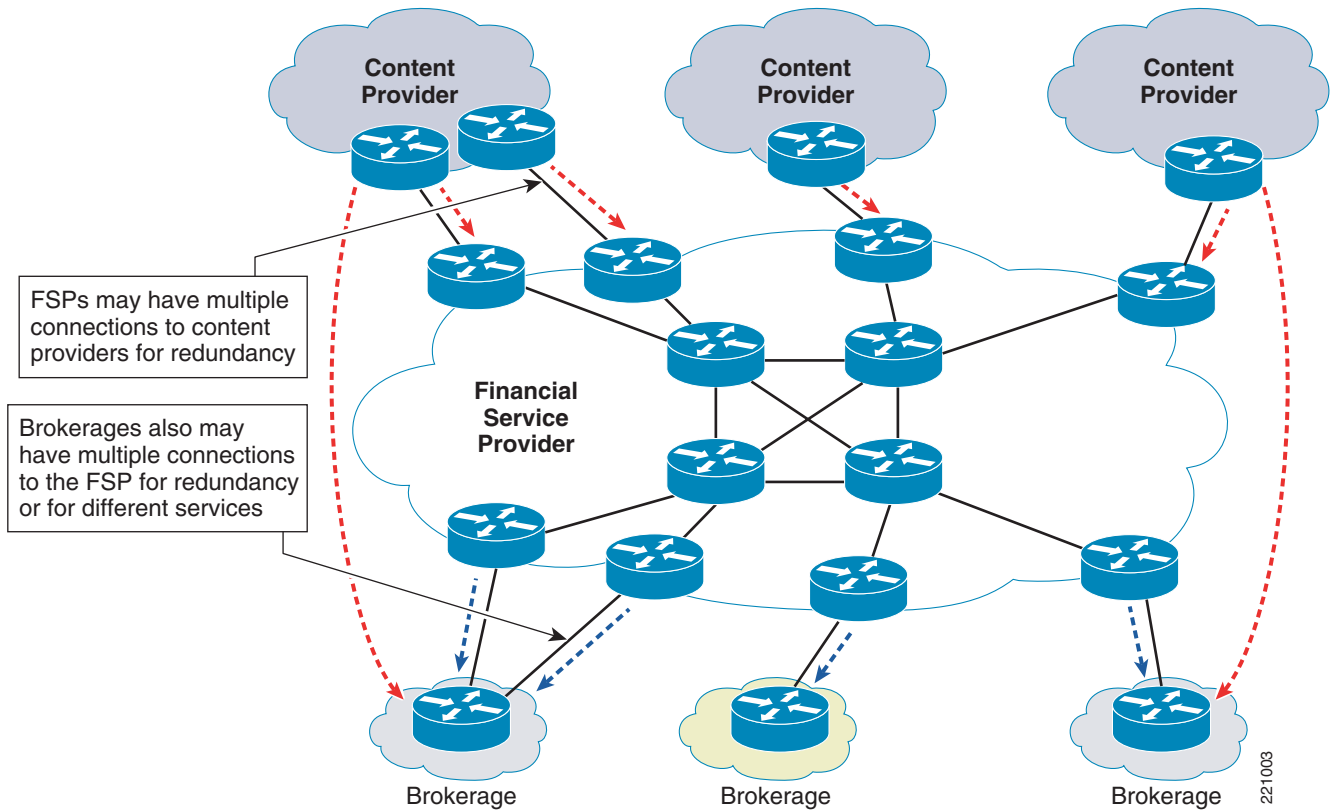 Content
Provider
Content
Provider
Content
Provider
FSPs may have multiple
connections to content
providers for redundancy
Financial
Service
Provider
Brokerages also may
have multiple connections
to the FSP for redundancy
or for different services
Brokerage
Brokerage
Brokerage
221003